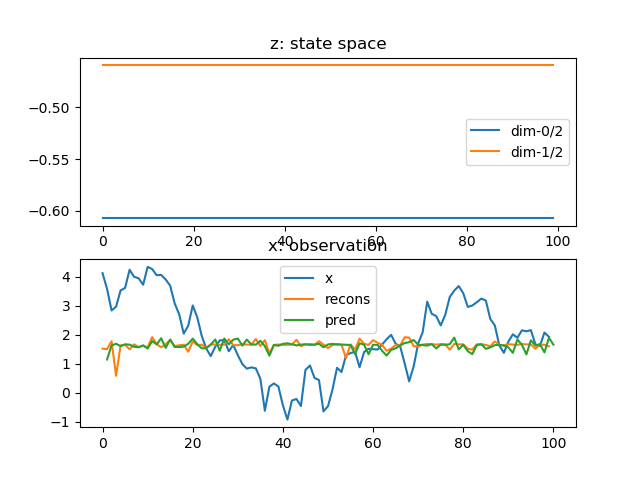 z: state space
−0.50
−0.55
−0.60
dim-0/2
dim-1/2
0 20 40 60 80 100
x: observation
4
3
2
1
0
−1
x
recons
pred
0 20 40 60 80 100